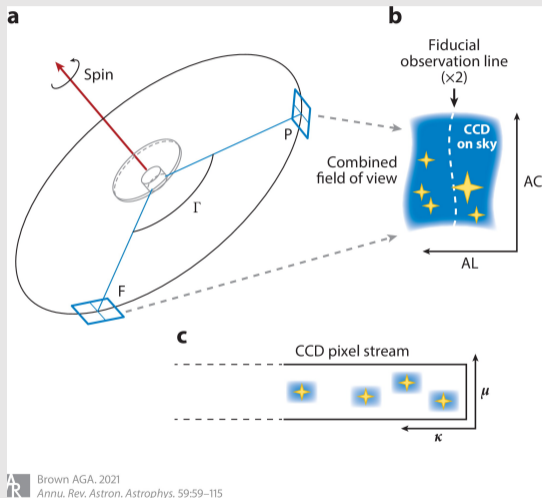 a
Spin
P
Γ
F
b
Fiducial
observation line
(×2)
CCD
on sky
Combined
field of view
AC
AL
c
CCD pixel stream
μ
κ
AR
Brown AGA. 2021
Annu. Rev. Astron. Astrophys. 59:59–115